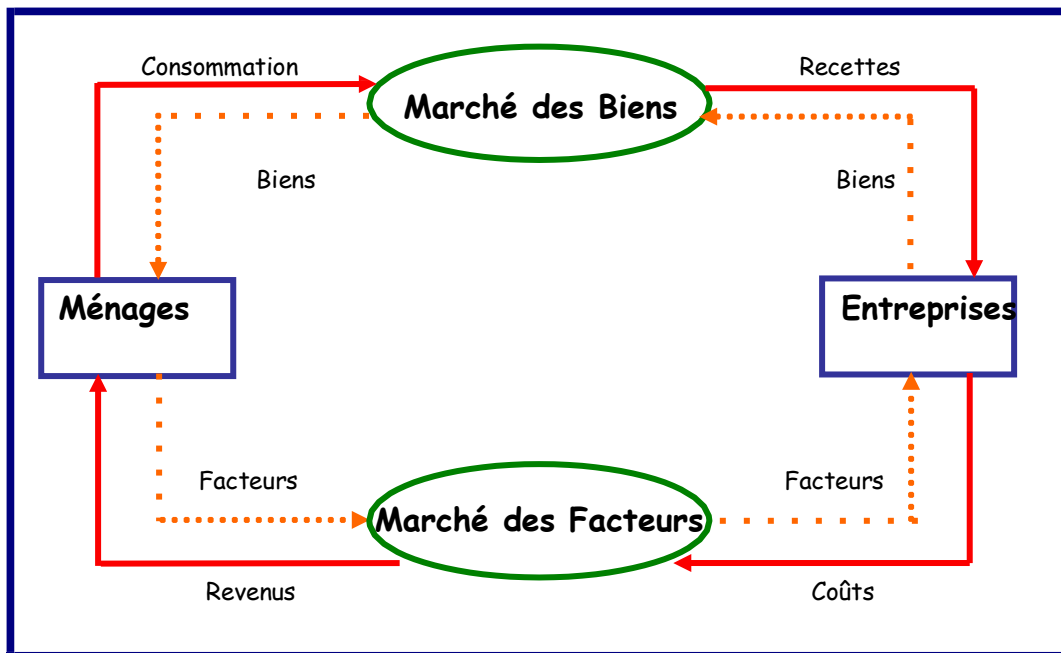 Consommation
Recettes
Marché des Biens
Biens
Biens
Ménages
Entreprises
Facteurs
Facteurs
Marché des Facteurs
Revenus
Coûts